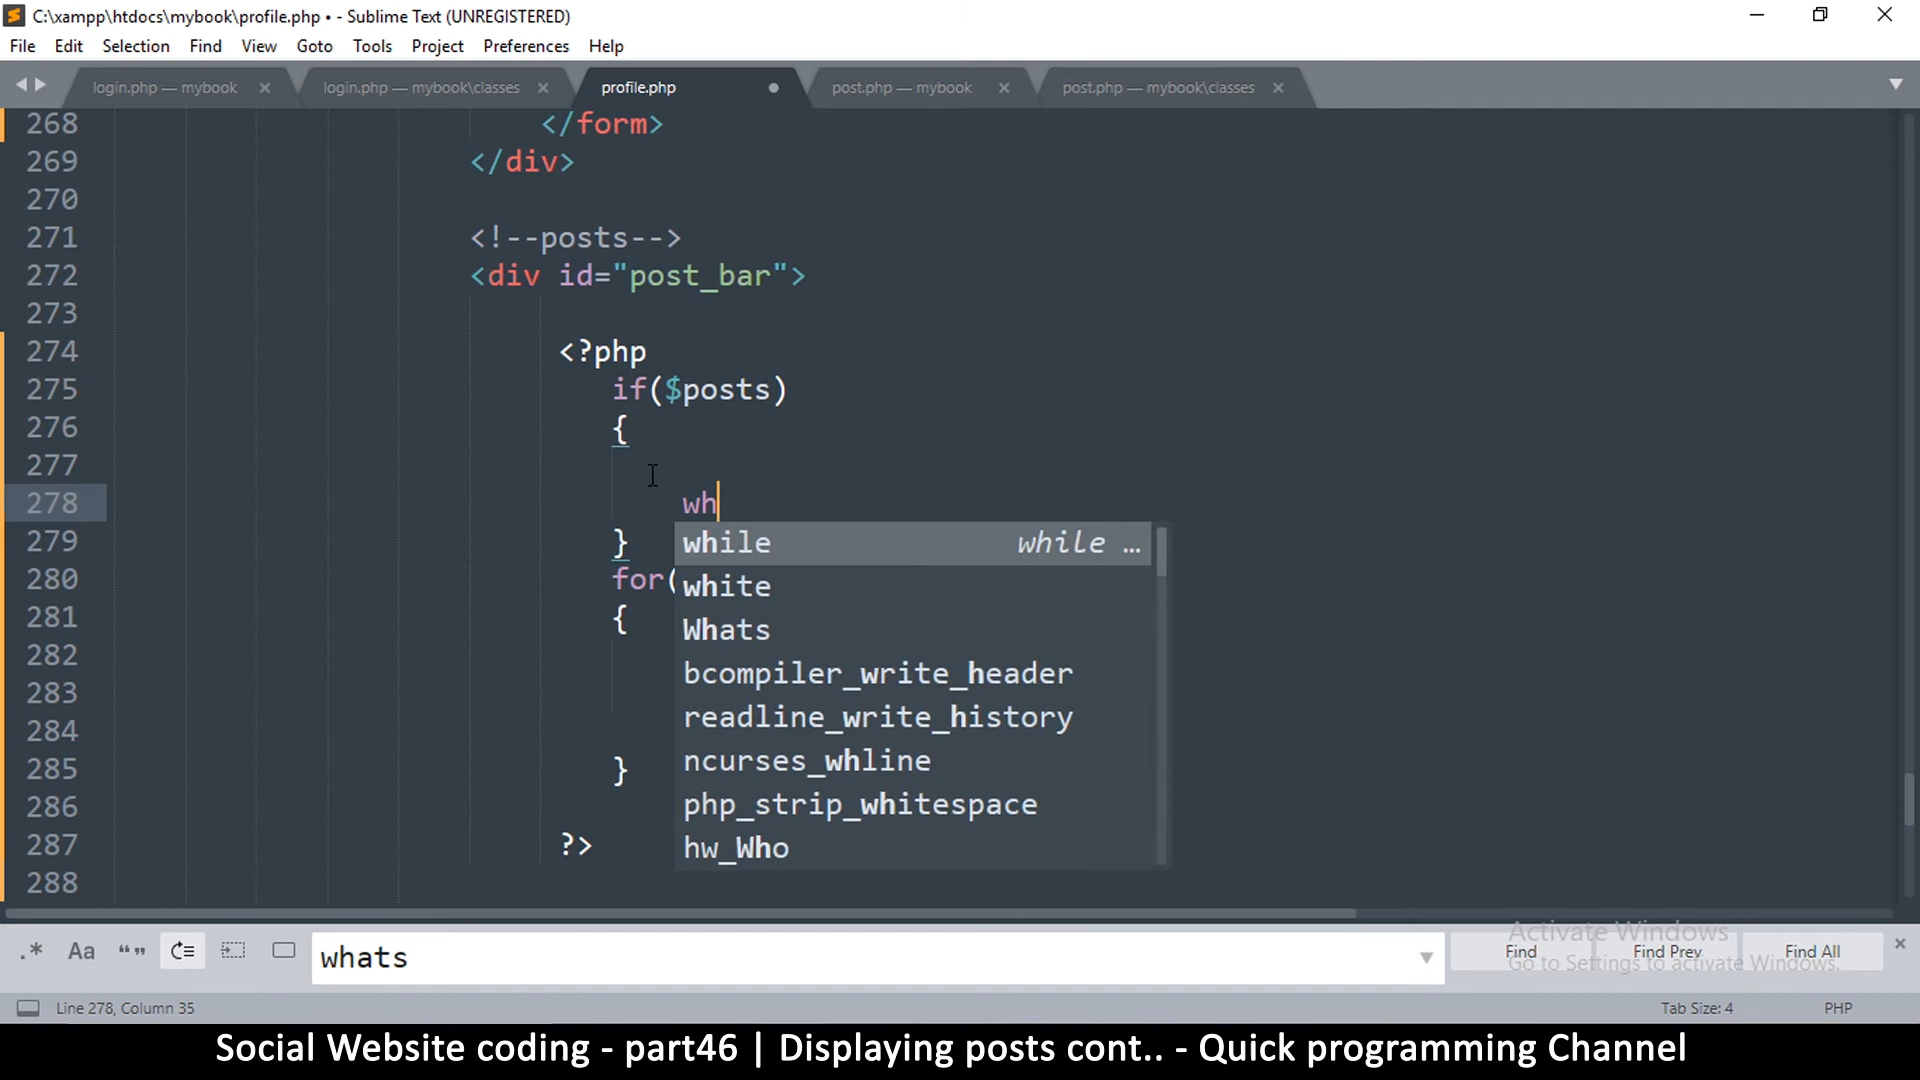 C:\xampp\htdocs\mybook\profile.php • - Sublime Text (UNREGISTERED)
File Edit Selection Find View Goto Tools Project Preferences Help
login.php — mybook login.php — mybook\classes profile.php post.php — mybook post.php — mybook\classes
268 </form>
269 </div>
270
271 <!--posts-->
272 <div id="post_bar">
273
274 <?php
275 if($posts)
276 {
277
278 wh
279 }
280 for(
281 {
282
283
284
285 }
286
287 ?>
288
while while …
white
Whats
bcompiler_write_header
readline_write_history
ncurses_whline
php_strip_whitespace
hw_Who
.* Aa “” whats Find Find Prev Find All
Activate Windows
Go to Settings to activate Windows.
Line 278, Column 35 Tab Size: 4 PHP
Social Website coding - part46 | Displaying posts cont.. - Quick programming Channel